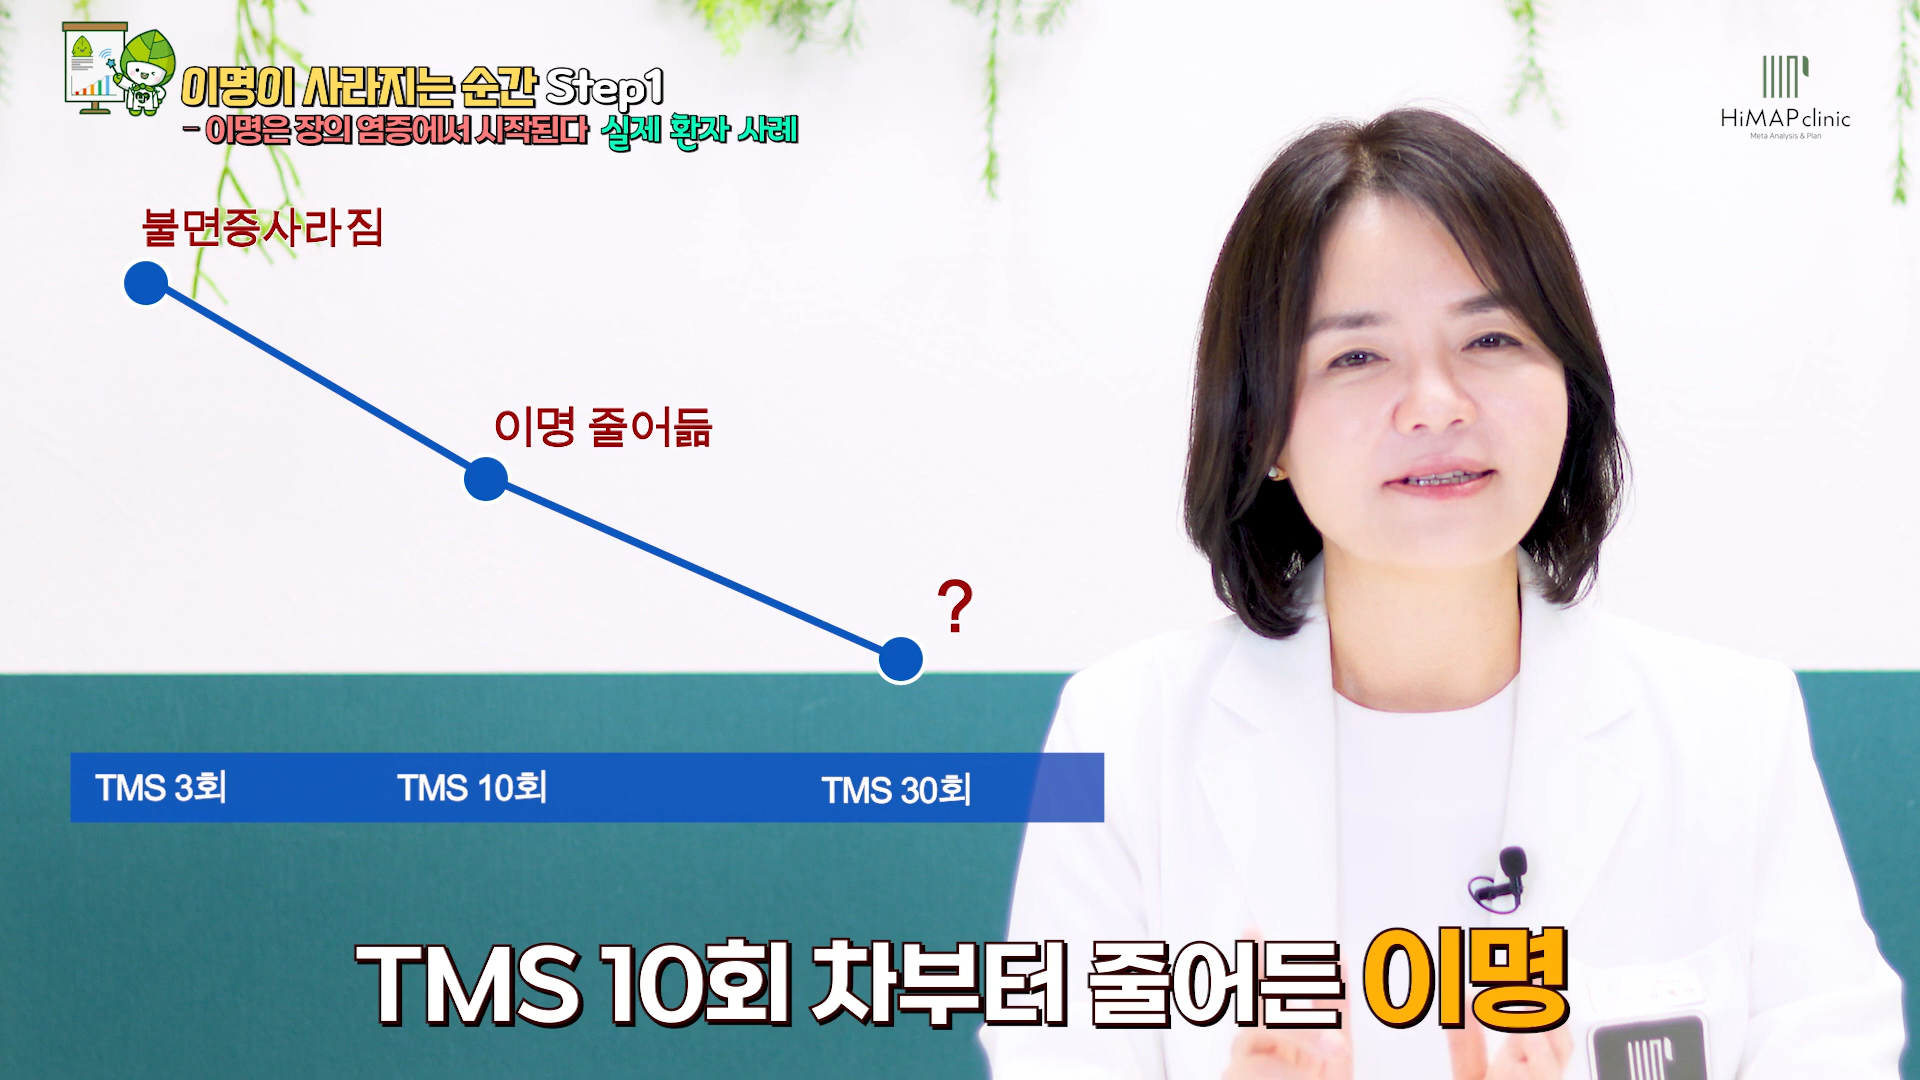 이명이 사라지는 순간 Step1
- 이명은 장의 염증에서 시작된다 실제 환자 사례
HiMAP clinic
Meta Analysis & Plan
불면증사라짐
이명 줄어듦
?
TMS 3회 TMS 10회 TMS 30회
TMS 10회 차부터 줄어든 이명